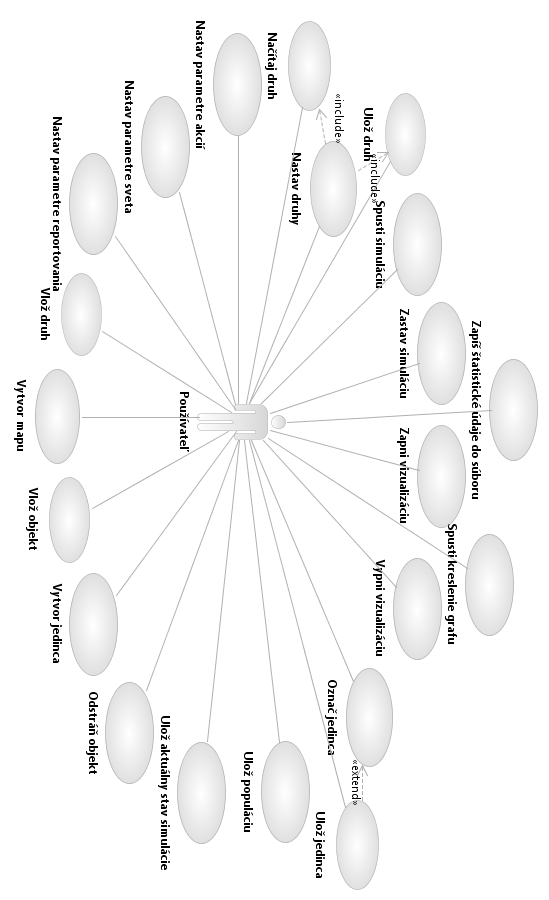 Zapíš štatistické údaje do súboru
Spusti kreslenie grafu
Zastav simuláciu
Zapni vizualizáciu
Spusti simuláciu
Vypni vizualizáciu
Ulož druh
«include»
«include»
«extend»
Označ jedinca
Ulož jedinca
Nastav druhy
Načítaj druh
Ulož populáciu
Nastav parametre akcií
Používateľ
Ulož aktuálny stav simulácie
Nastav parametre sveta
Odstráň objekt
Nastav parametre reportovania
Vytvor jedinca
Vlož druh
Vlož objekt
Vytvor mapu